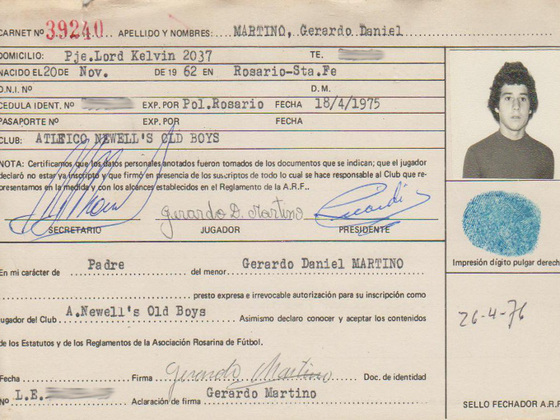 CARNET Nº 39240 APELLIDO Y NOMBRES: MARTINO, Gerardo Daniel
DOMICILIO: Pje.Lord Kelvin 2037 TE.
NACIDO EL 20 de Nov. DE 19 62 EN Rosario-Sta.Fe
D.N.I. Nº D.M.
CEDULA IDENT. Nº EXP. POR Pol.Rosario FECHA 18/4/1975
PASAPORTE Nº EXP. POR FECHA
CLUB: ATLEICO NEWELL'S OLD BOYS
NOTA: Certificamos que los datos personales anotados fueron tomados de los documentos que se indican; que el jugador
declaró no estar ya inscripto y que firmó en presencia de los suscriptos de todo lo cual se hace responsable al Club que re-
presentamos en la medida y con los alcances establecidos en el Reglamento de la A.R.F..
Gerardo D. Martino
SECRETARIO JUGADOR PRESIDENTE
Impresión dígito pulgar derech
En mi carácter de Padre del menor Gerardo Daniel MARTINO
presto expresa e irrevocable autorización para su inscripción como
Jugador del Club A.Newell's Old Boys Asimismo declaro conocer y aceptar los contenidos
de los Estatutos y de los Reglamentos de la Asociación Rosarina de Fútbol.
26-4-76
Fecha Firma Gerardo Martino Doc. de identidad
Nº L.E. Aclaración de firma Gerardo Martino
SELLO FECHADOR A.R.